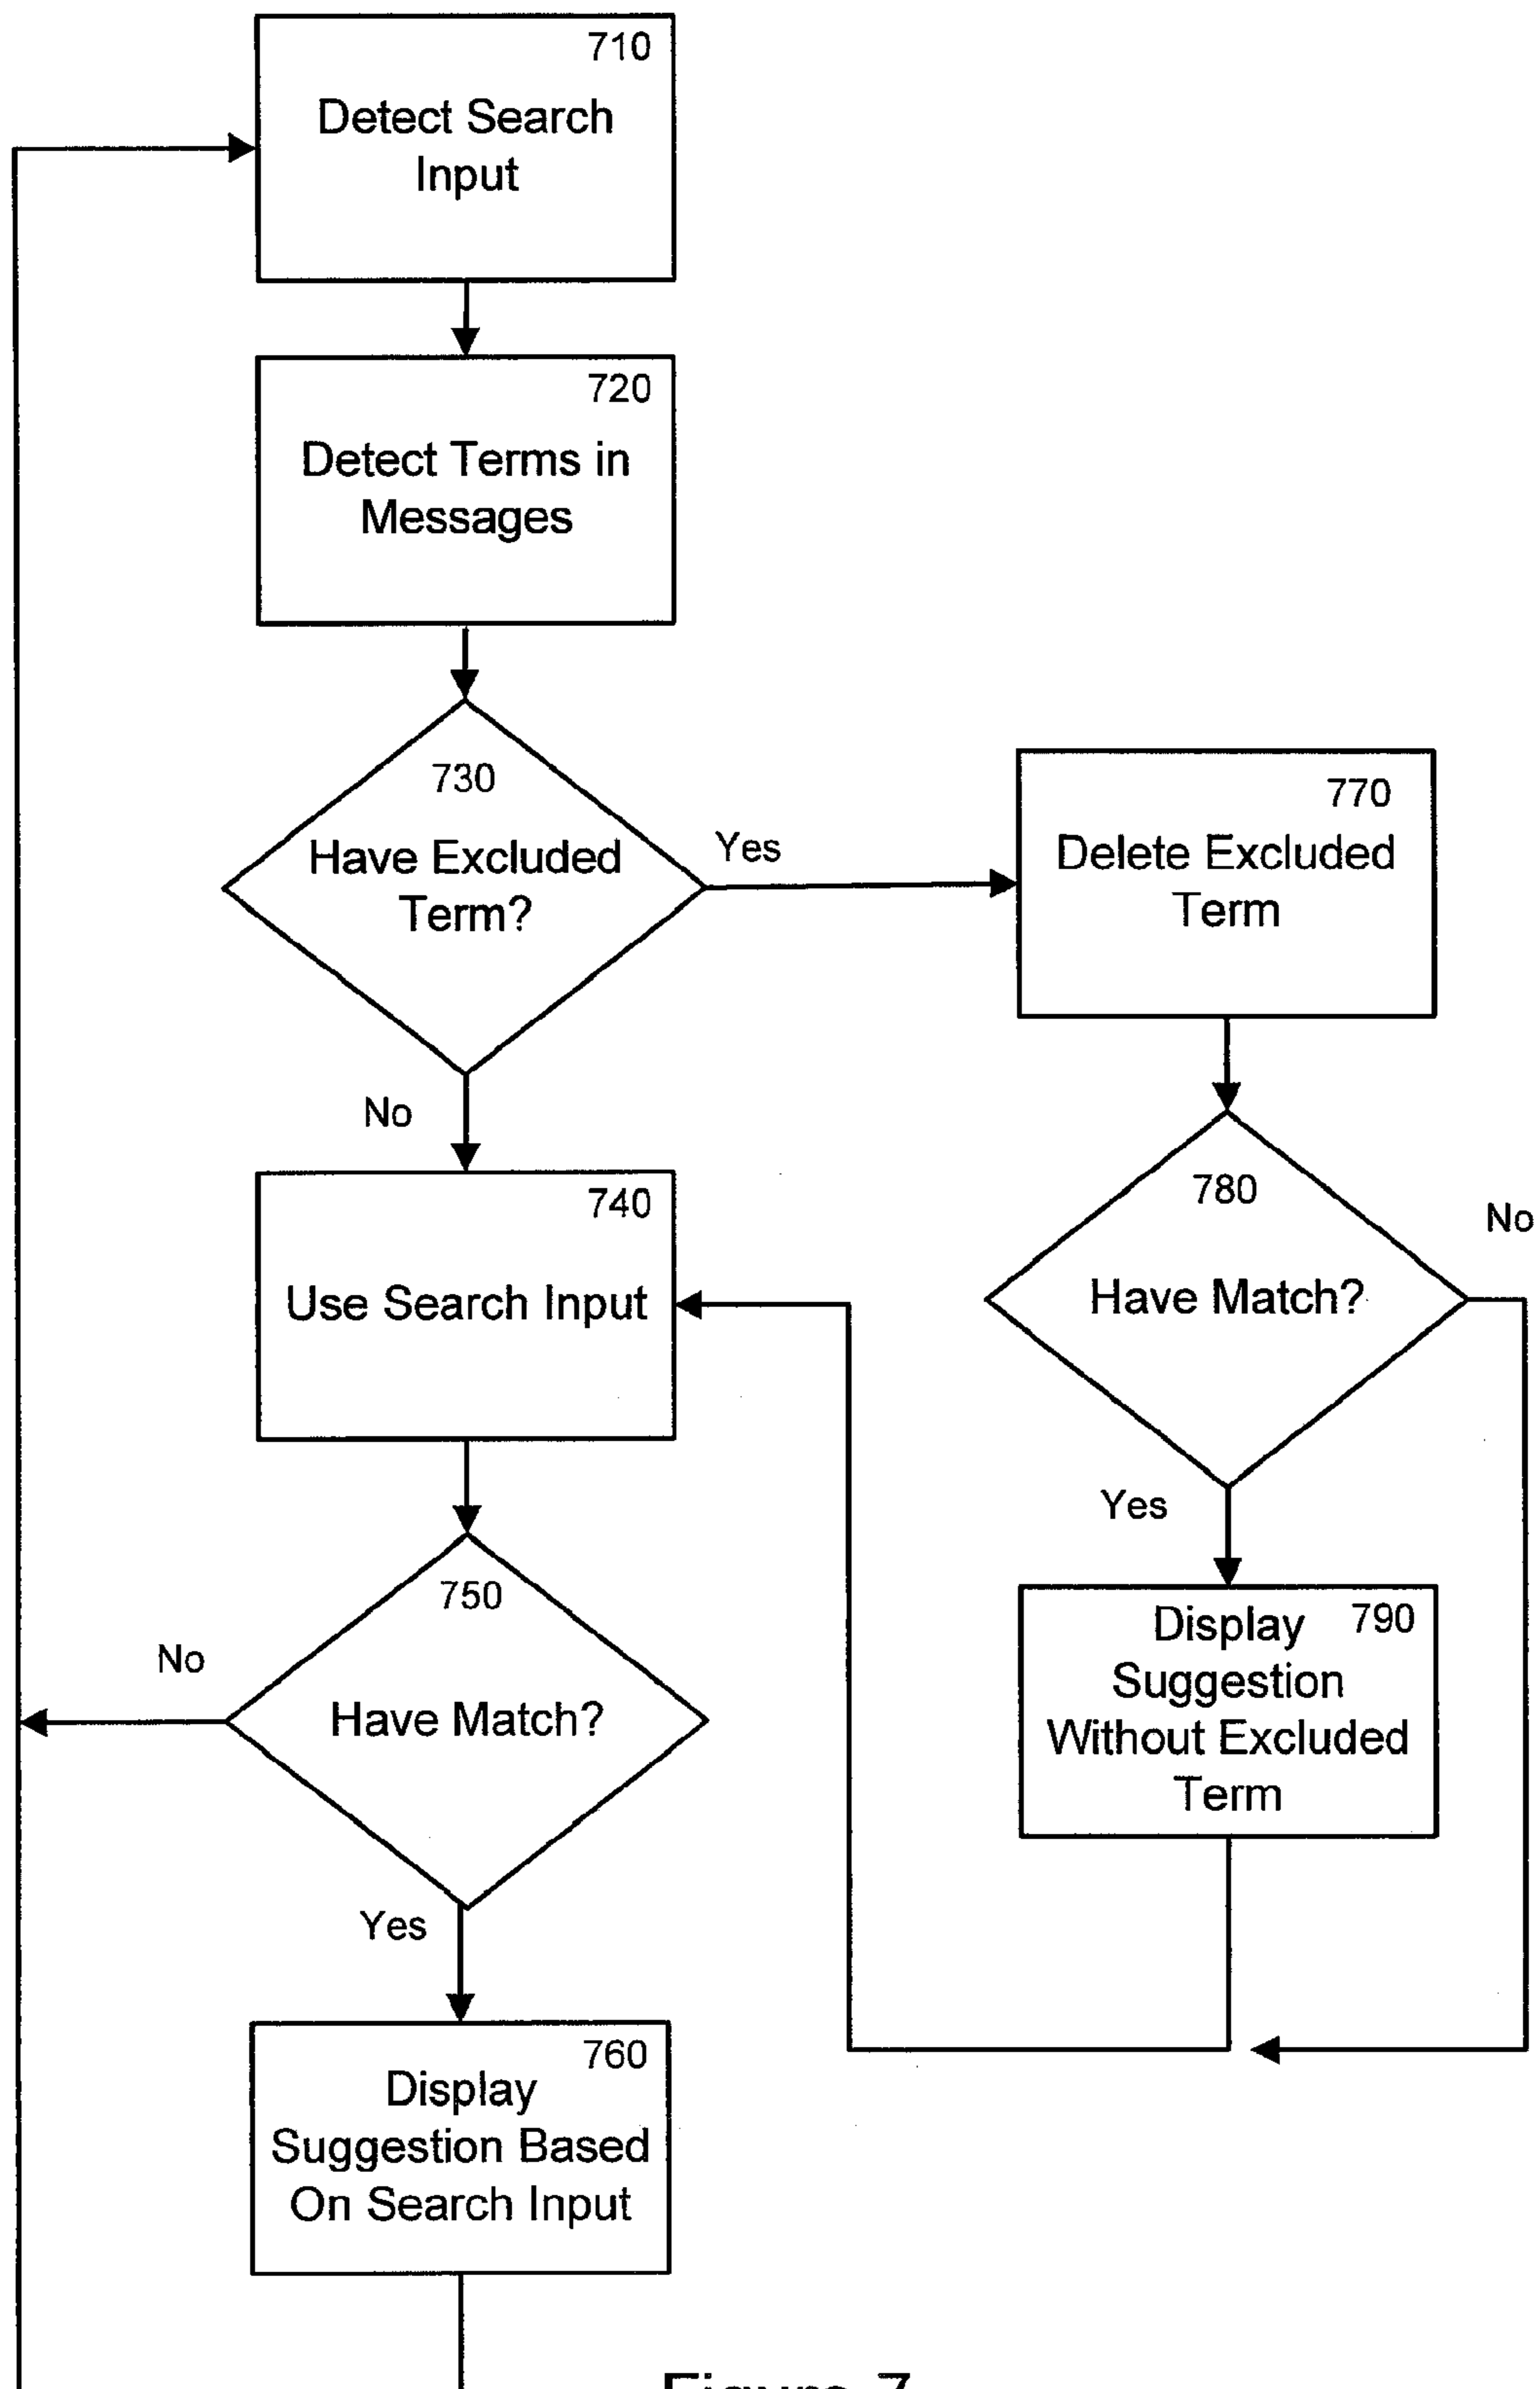 710
Detect Search
Input
720
Detect Terms in
Messages
730
Have Excluded
Term?
Yes
No
770
Delete Excluded
Term
780
Have Match?
No
Yes
740
Use Search Input
750
Have Match?
No
Yes
790
Display
Suggestion
Without Excluded
Term
760
Display
Suggestion Based
On Search Input
Figure 7